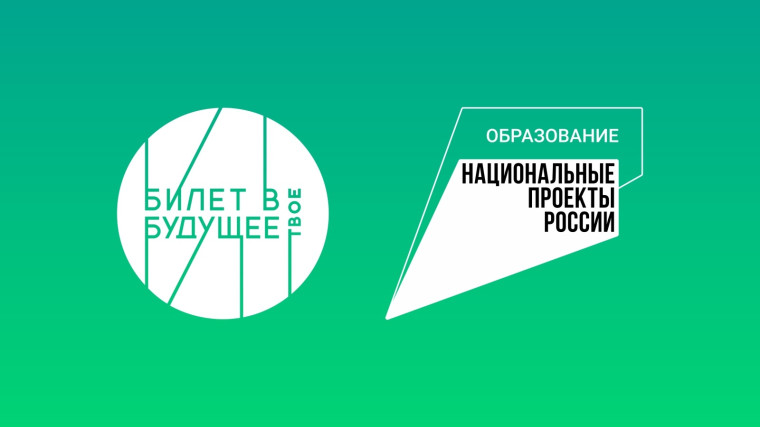 БИЛЕТ В
БУДУЩЕЕ
ТВОЕ
ОБРАЗОВАНИЕ
НАЦИОНАЛЬНЫЕ
ПРОЕКТЫ
РОССИИ